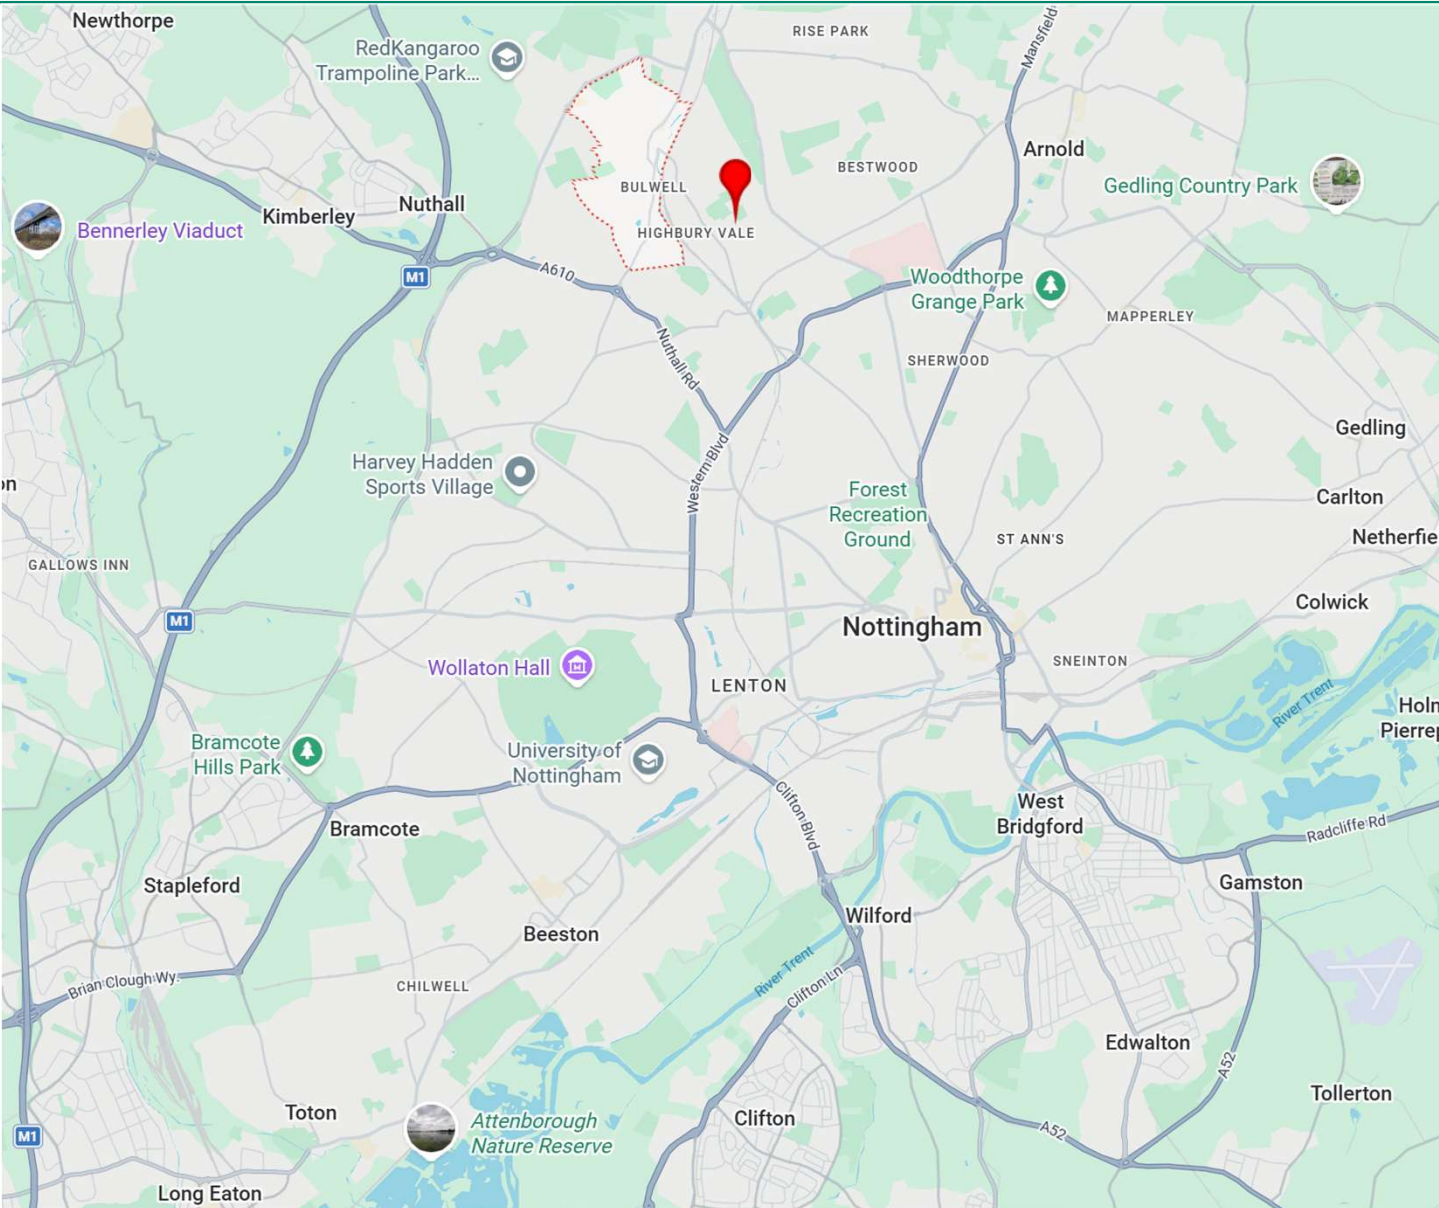 Newthorpe
RedKangaroo
Trampoline Park...
RISE PARK
Mansfield
Arnold
BESTWOOD
Gedling Country Park
BULWELL
Nuthall
Kimberley
Bennerley Viaduct
HIGHBURY VALE
M1
A610
Woodthorpe
Grange Park
MAPPERLEY
Nuthall Rd
SHERWOOD
Gedling
Western Blvd
Harvey Hadden
Sports Village
Forest
Recreation
Ground
Carlton
ST ANN'S
Netherfie
GALLOWS INN
Colwick
M1
Nottingham
SNEINTON
Wollaton Hall
LENTON
River Trent
Holm
Pierrep
Bramcote
Hills Park
University of
Nottingham
Clifton Blvd
West
Bridgford
Radcliffe Rd
Bramcote
Stapleford
Gamston
Wilford
Beeston
River Trent
Brian Clough Wy.
CHILWELL
Clifton Ln
Edwalton
A52
Tollerton
Toton
Attenborough
Nature Reserve
Clifton
M1
A52
Long Eaton